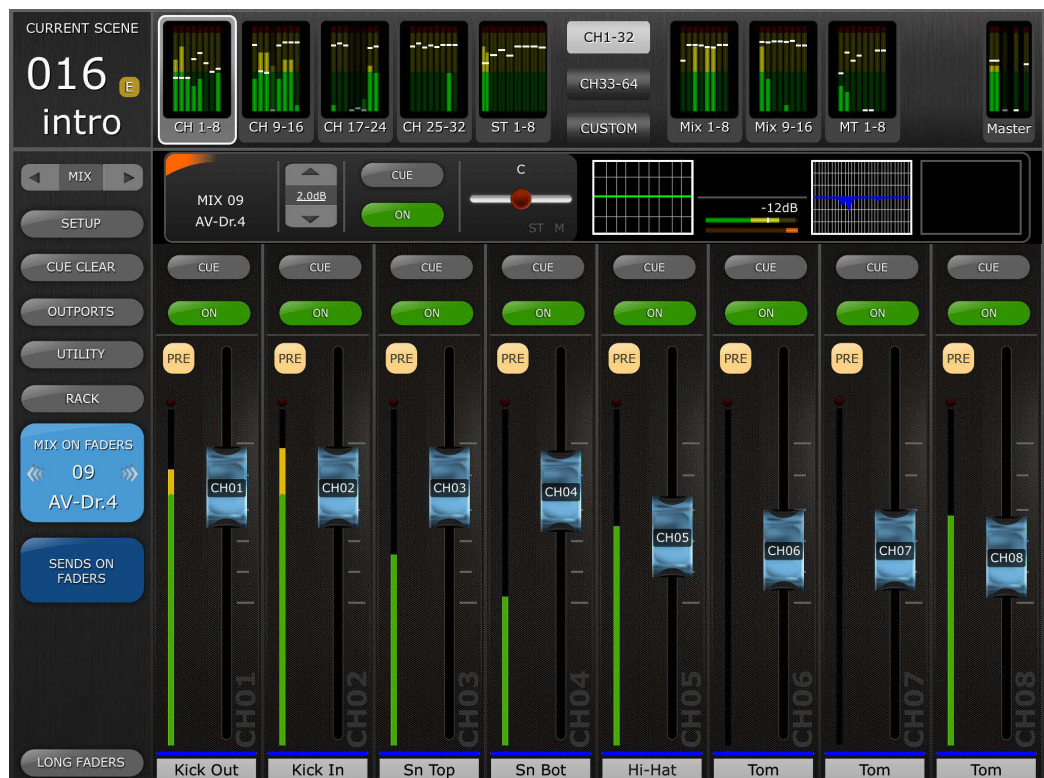 CURRENT SCENE
016 E
intro
CH 1-8 CH 9-16 CH 17-24 CH 25-32 ST 1-8
CH1-32
CH33-64
CUSTOM
Mix 1-8 Mix 9-16 MT 1-8 Master
MIX
SETUP
CUE CLEAR
OUTPORTS
UTILITY
RACK
MIX ON FADERS
09
AV-Dr.4
SENDS ON
FADERS
LONG FADERS
MIX 09
AV-Dr.4
2.0dB
CUE
ON
C
ST M
-12dB
CUE CUE CUE CUE CUE CUE CUE CUE
ON ON ON ON ON ON ON ON
PRE PRE PRE PRE PRE PRE PRE PRE
CH01 CH02 CH03 CH04 CH05 CH06 CH07 CH08
CH01 CH02 CH03 CH04 CH05 CH06 CH07 CH08
Kick Out Kick In Sn Top Sn Bot Hi-Hat Tom Tom Tom